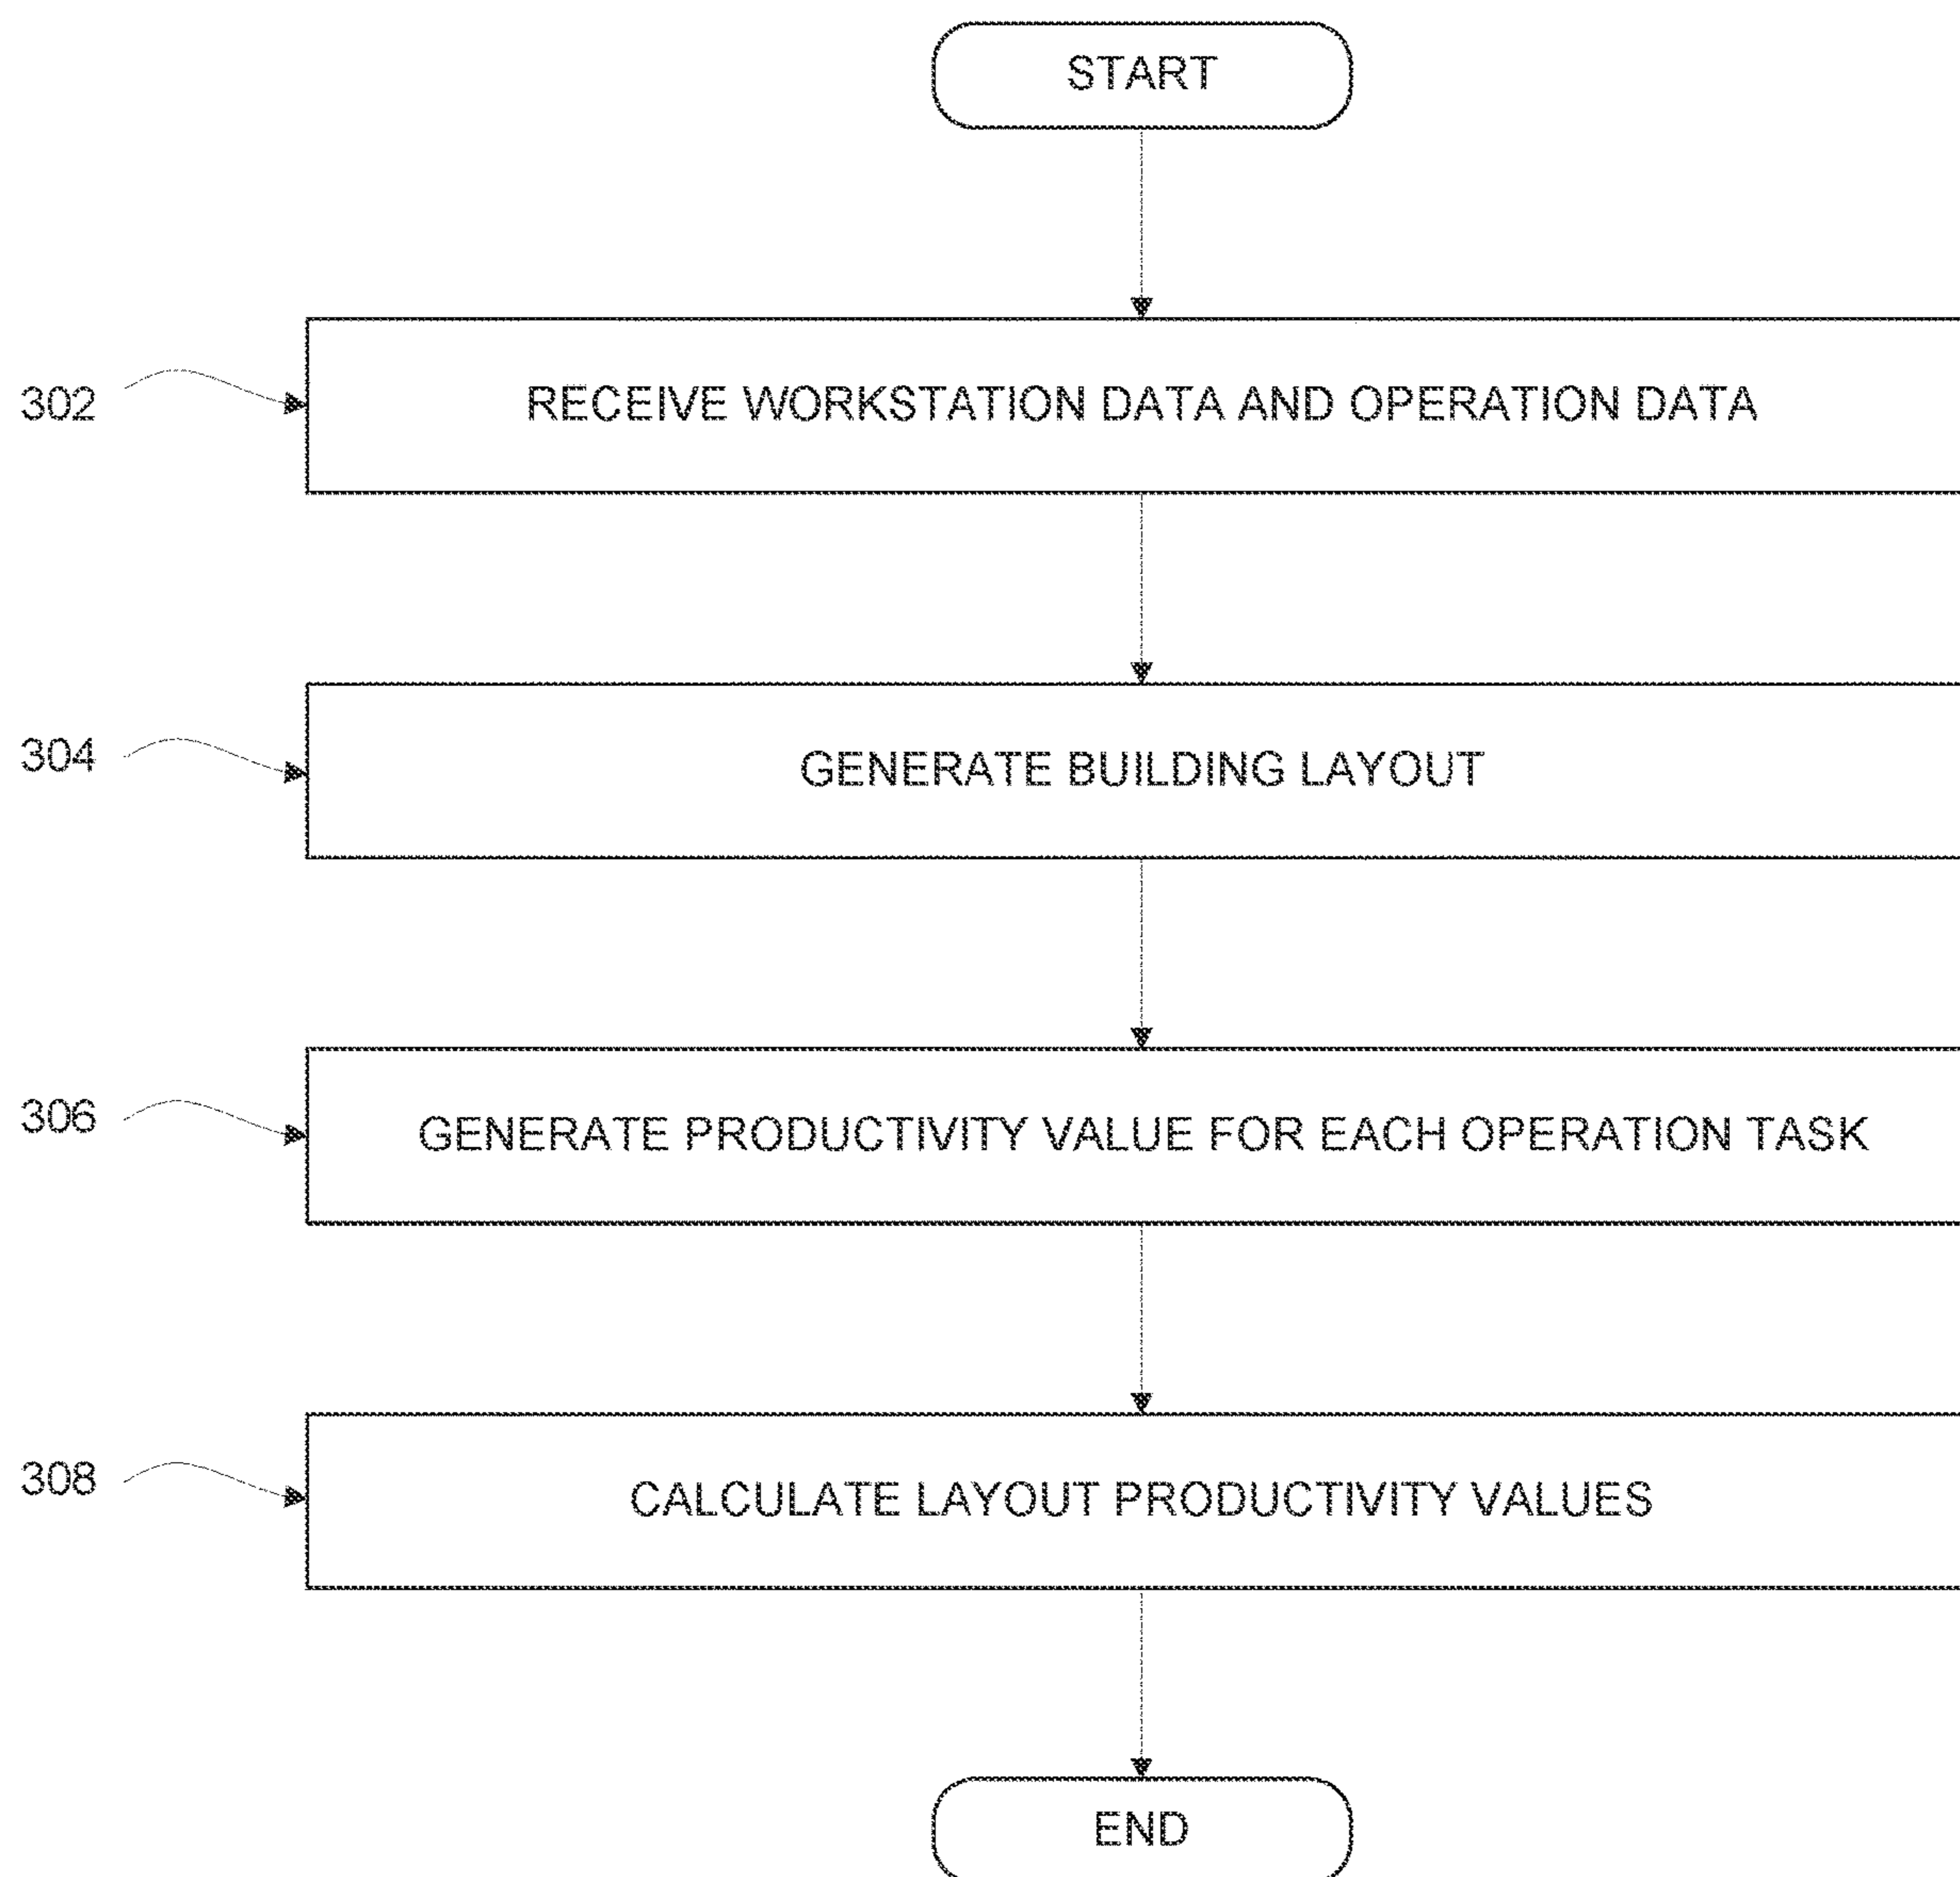 START
302
RECEIVE WORKSTATION DATA AND OPERATION DATA
304
GENERATE BUILDING LAYOUT
306
GENERATE PRODUCTIVITY VALUE FOR EACH OPERATION TASK
308
CALCULATE LAYOUT PRODUCTIVITY VALUES
END